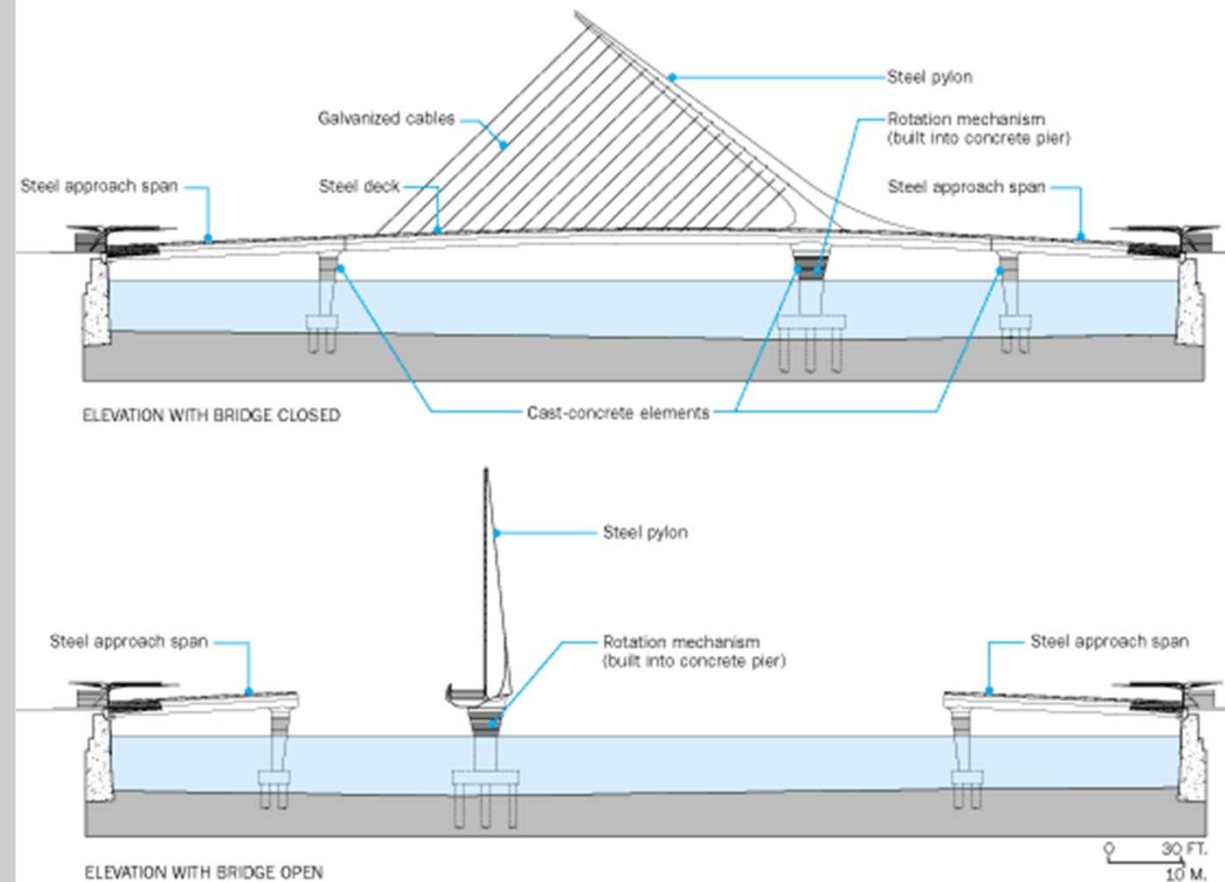 Steel pylon
Galvanized cables
Rotation mechanism
(built into concrete pier)
Steel approach span
Steel deck
Steel approach span
ELEVATION WITH BRIDGE CLOSED
Cast-concrete elements
Steel pylon
Steel approach span
Rotation mechanism
(built into concrete pier)
Steel approach span
0 30 FT.
10 M.
ELEVATION WITH BRIDGE OPEN